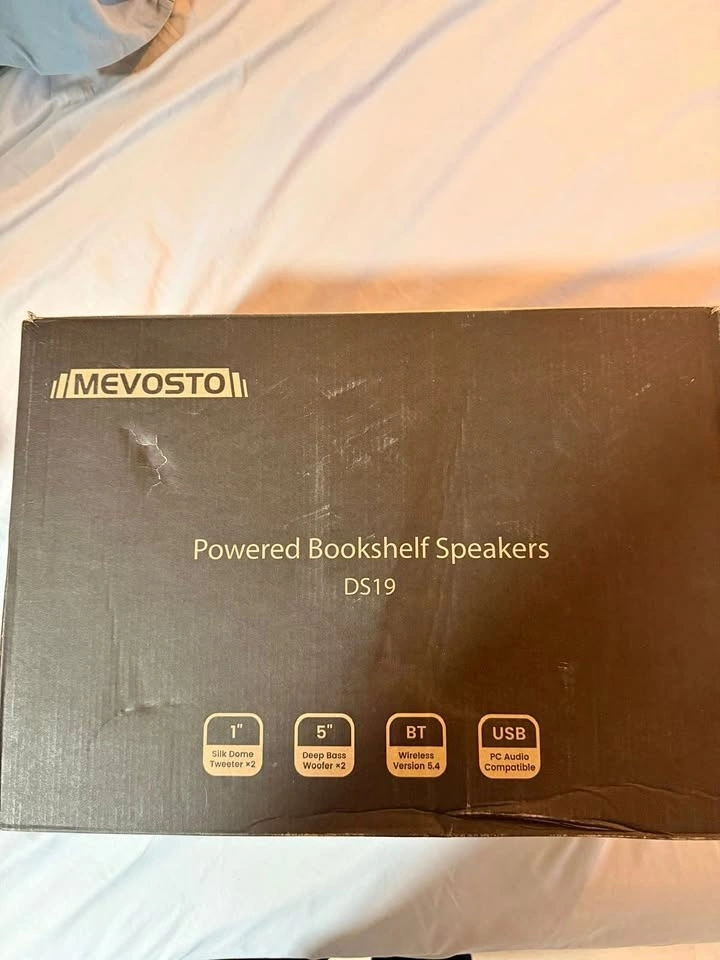 MEVOSTO
Powered Bookshelf Speakers
DS19
1"
Silk Dome
Tweeter ×2
5"
Deep Bass
Woofer ×2
BT
Wireless
Version 5.4
USB
PC Audio
Compatible